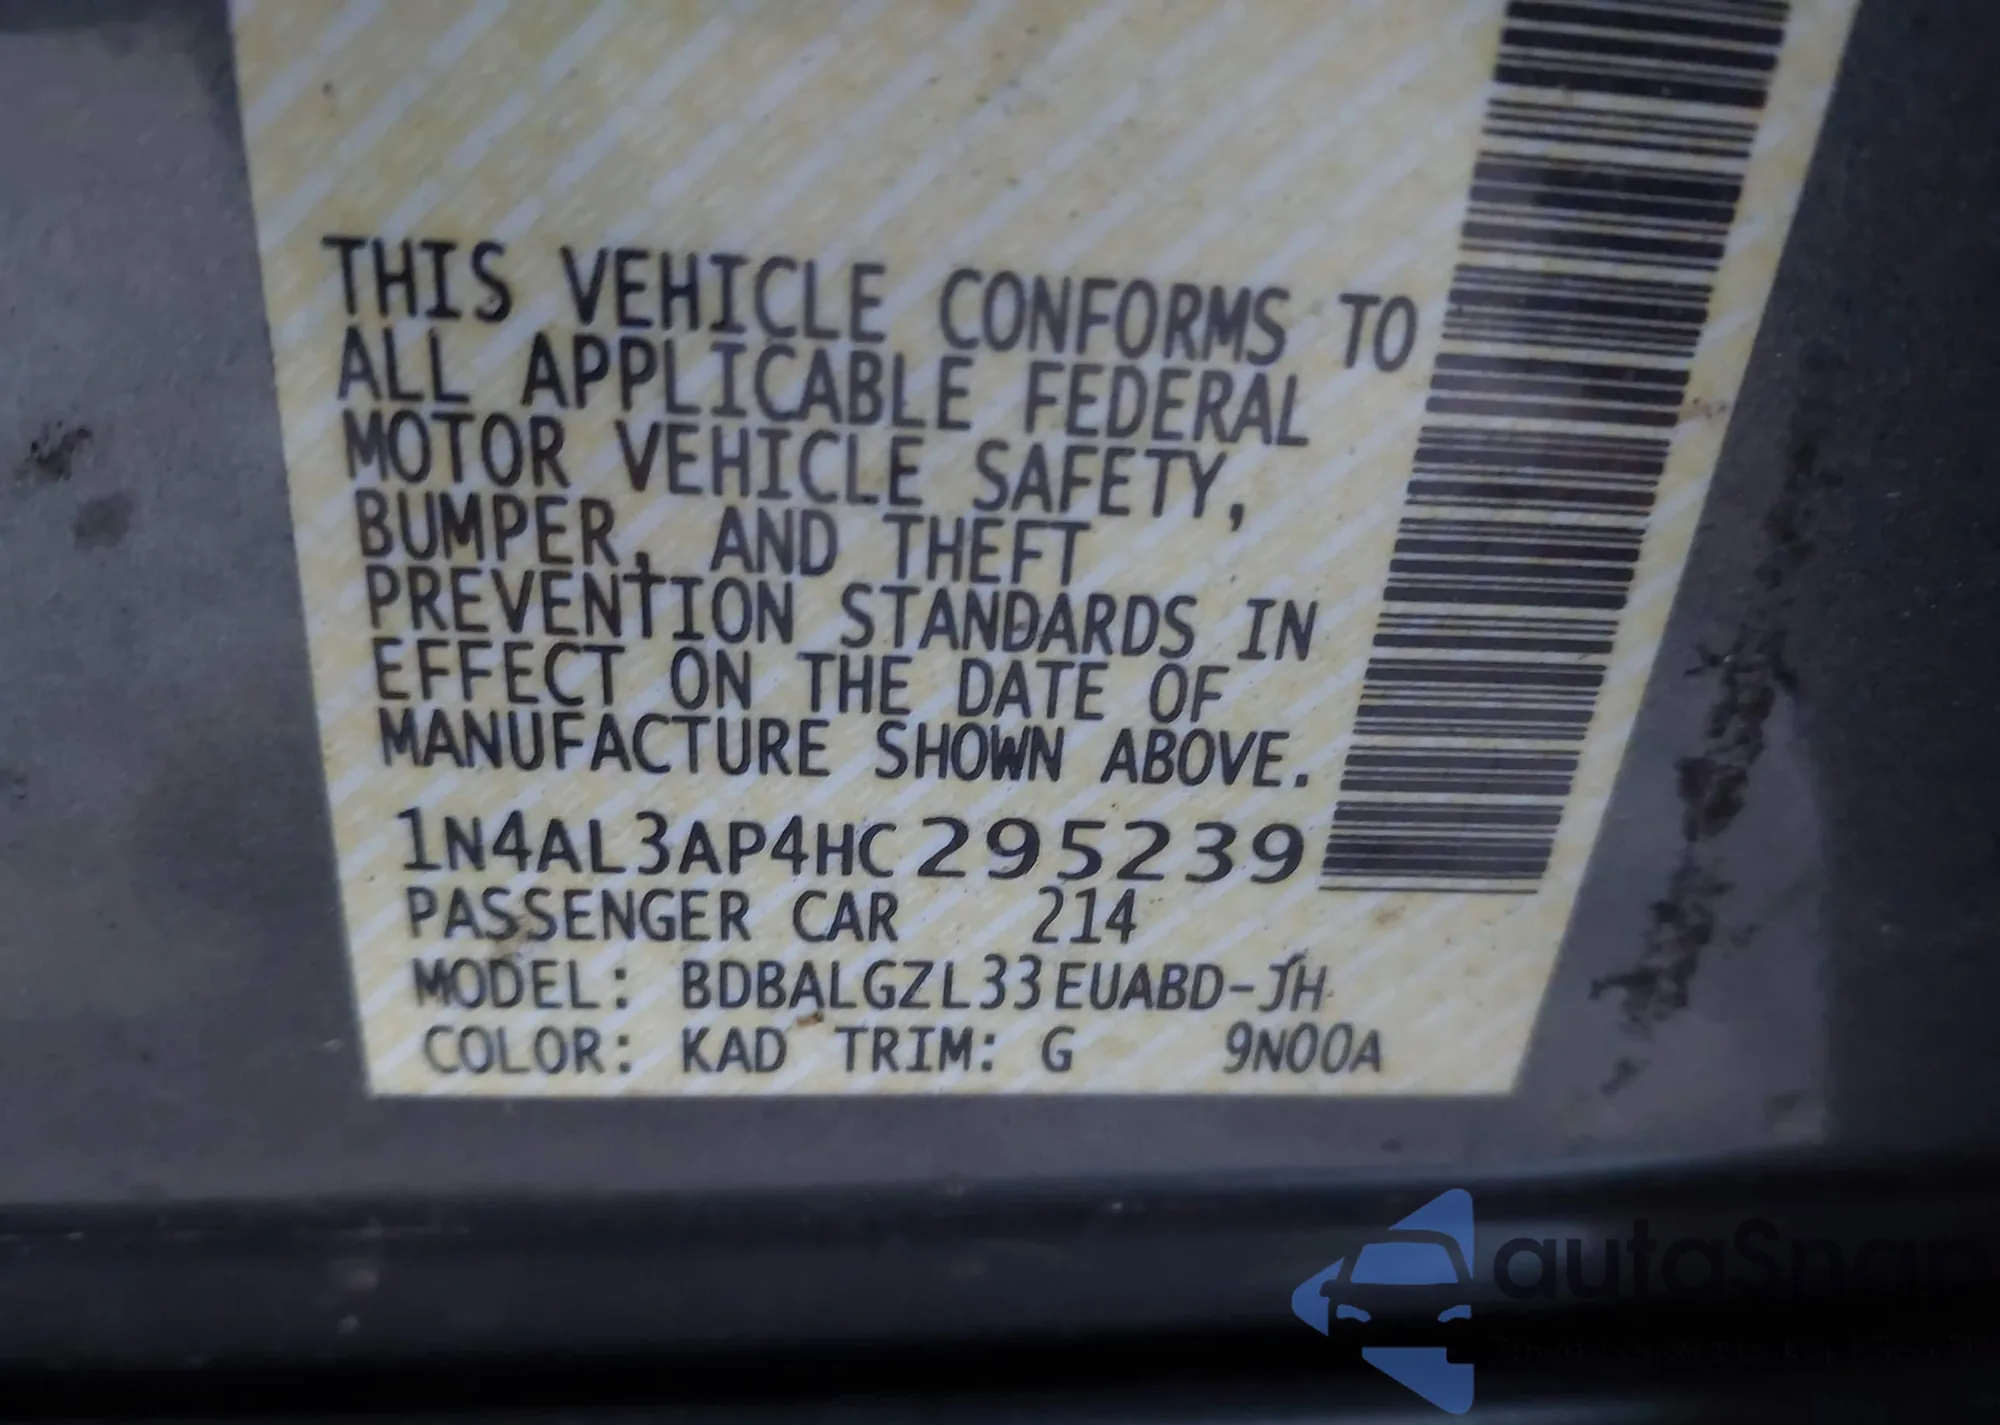 THIS VEHICLE CONFORMS TO
ALL APPLICABLE FEDERAL
MOTOR VEHICLE SAFETY,
BUMPER, AND THEFT
PREVENTION STANDARDS IN
EFFECT ON THE DATE OF
MANUFACTURE SHOWN ABOVE.
1N4AL3AP4HC295239
PASSENGER CAR 214
MODEL: BDBALGZL33EUABD-JH
COLOR: KAD TRIM: G 9N00A
autaSnap